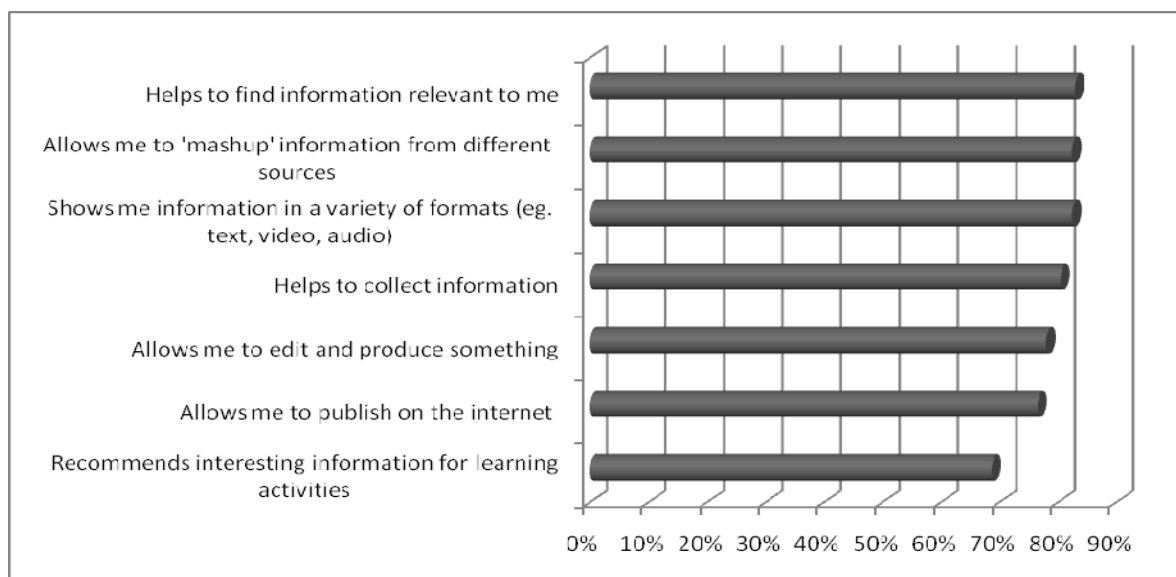 Helps to find information relevant to me
Allows me to 'mashup' information from different
sources
Shows me information in a variety of formats (eg.
text, video, audio)
Helps to collect information
Allows me to edit and produce something
Allows me to publish on the internet
Recommends interesting information for learning
activities
0% 10% 20% 30% 40% 50% 60% 70% 80% 90%